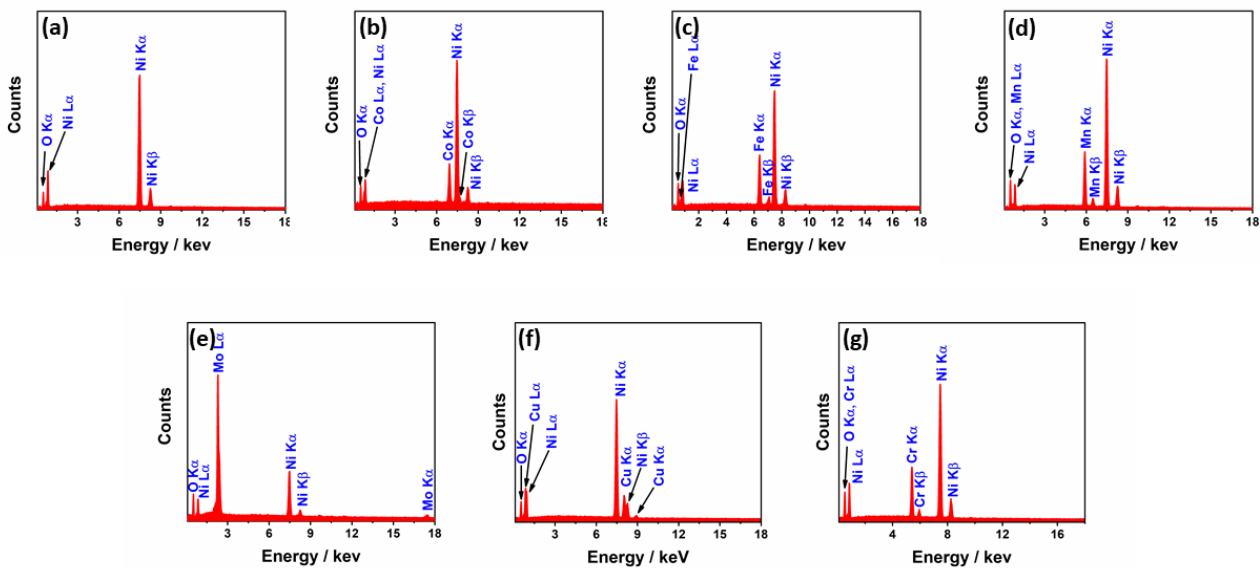 (a)
Counts
O Kα
Ni Lα
Ni Kα
Ni Kβ
3 6 9 12 15 18
Energy / kev
(b)
Counts
O Kα
Co Lα, Ni Lα
Co Kα
Ni Kα
Co Kβ
Ni Kβ
3 6 9 12 15 18
Energy / kev
(c)
Counts
O Kα
Fe Lα
Ni Lα
Fe Kα
Fe Kβ
Ni Kα
Ni Kβ
2 4 6 8 10 12 14 16 18
Energy / kev
(d)
Counts
O Kα, Mn Lα
Ni Lα
Mn Kα
Mn Kβ
Ni Kα
Ni Kβ
3 6 9 12 15 18
Energy / kev
(e)
Counts
O Kα
Ni Lα
Mo Lα
Ni Kα
Ni Kβ
Mo Kα
3 6 9 12 15 18
Energy / kev
(f)
Counts
O Kα
Cu Lα
Ni Lα
Ni Kα
Cu Kα
Ni Kβ
Cu Kα
3 6 9 12 15 18
Energy / keV
(g)
Counts
Ni Lα
O Kα, Cr Lα
Cr Kα
Cr Kβ
Ni Kα
Ni Kβ
4 8 12 16
Energy / kev